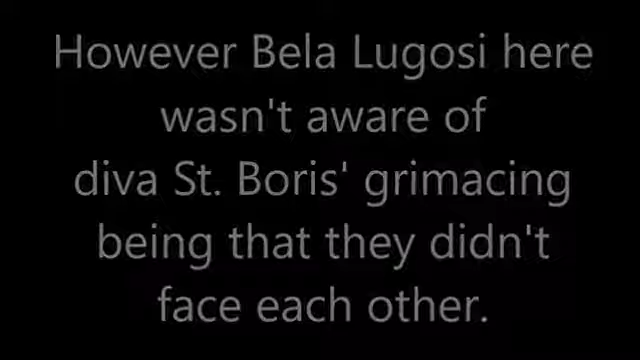 However Bela Lugosi here
wasn't aware of
diva St. Boris' grimacing
being that they didn't
face each other.